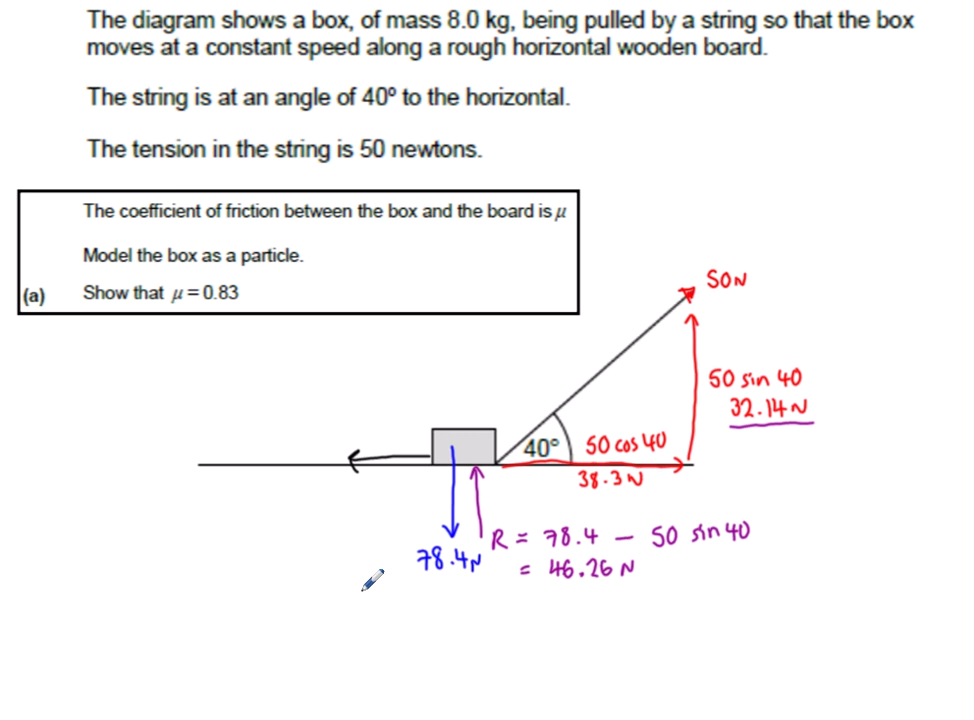 The diagram shows a box, of mass 8.0 kg, being pulled by a string so that the box
moves at a constant speed along a rough horizontal wooden board.
The string is at an angle of 40º to the horizontal.
The tension in the string is 50 newtons.
The coefficient of friction between the box and the board is μ
Model the box as a particle.
(a) Show that μ = 0.83
50N
50 sin 40
32.14N
40º
50 cos 40
38.3N
78.4N
R = 78.4 - 50 sin 40
= 46.26 N